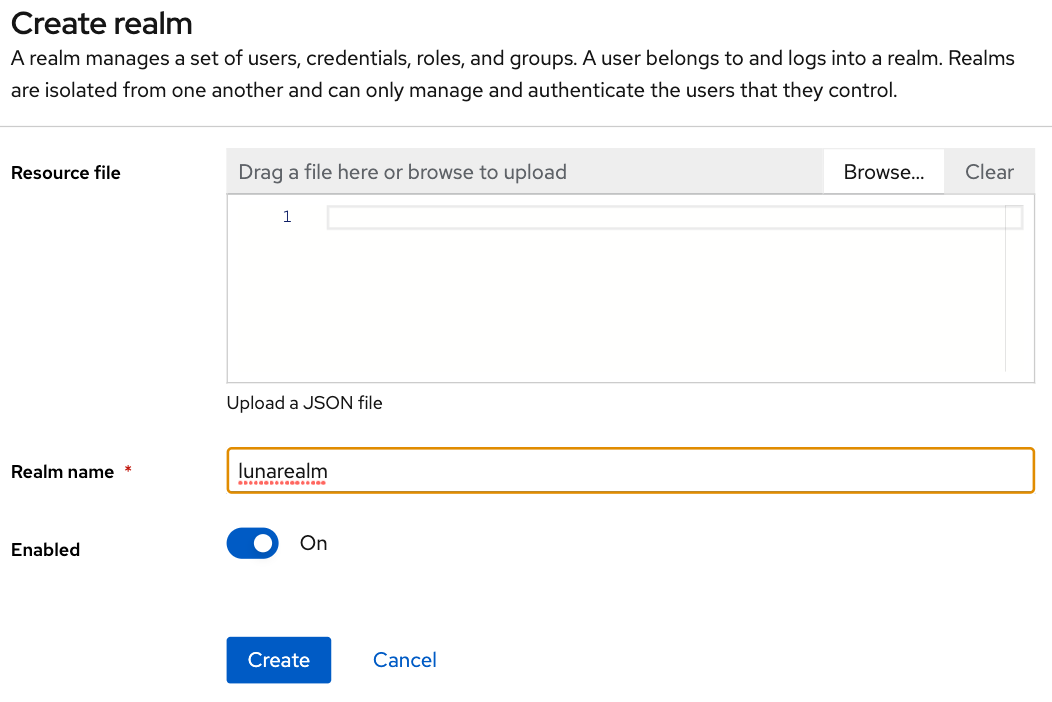 Create realm
A realm manages a set of users, credentials, roles, and groups. A user belongs to and logs into a realm. Realms
are isolated from one another and can only manage and authenticate the users that they control.
Resource file
Drag a file here or browse to upload
Browse...
Clear
1
Upload a JSON file
Realm name *
lunarealm
Enabled
On
Create
Cancel